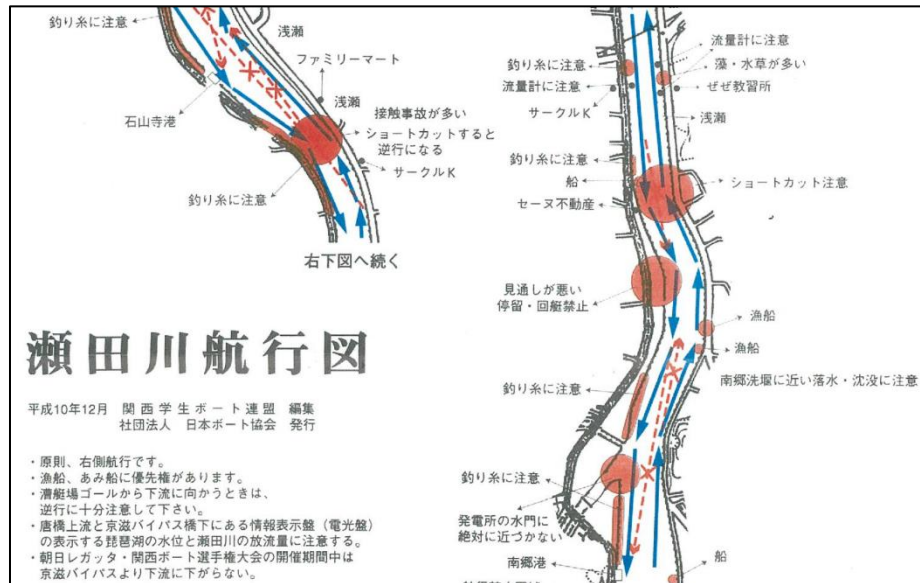 釣り糸に注意
浅瀬
ファミリーマート
浅瀬
石山寺港
接触事故が多い
ショートカットすると
逆行になる
サークルK
釣り糸に注意
右下図へ続く
瀬田川航行図
平成10年12月 関西学生ボート連盟 編集
社団法人 日本ボート協会 発行
・原則、右側航行です。
・漁船、あみ船に優先権があります。
・漕艇場ゴールから下流に向かうときは、
逆行に十分注意して下さい。
・唐橋上流と京滋バイパス橋下にある情報表示盤(電光盤)
の表示する琵琶湖の水位と瀬田川の放流量に注意する。
・朝日レガッタ・関西ボート選手権大会の開催期間中は
京滋バイパスより下流に下がらない。
流量計に注意
釣り糸に注意
藻・水草が多い
流量計に注意
ぜぜ教習所
サークルK
浅瀬
釣り糸に注意
船
ショートカット注意
セーヌ不動産
見通しが悪い
停留・回艇禁止
漁船
漁船
南郷洗堰に近い落水・沈没に注意
釣り糸に注意
釣り糸に注意
発電所の水門に
絶対に近づかない
南郷港
船